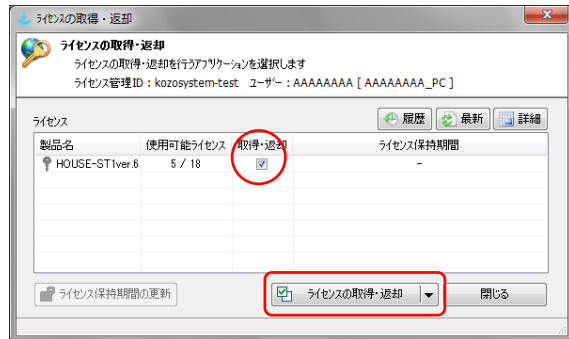 ライセンスの取得・返却
ライセンスの取得・返却
ライセンスの取得・返却を行うアプリケーションを選択します
ライセンス管理ID : kozosystem-test ユーザー : AAAAAAAA [ AAAAAAAA_PC ]
ライセンス 履歴 最新 詳細
製品名 使用可能ライセンス 取得・返却 ライセンス保持期間
HOUSE-ST1ver.6 5 / 18 -
ライセンス保持期間の更新 ライセンスの取得・返却 閉じる